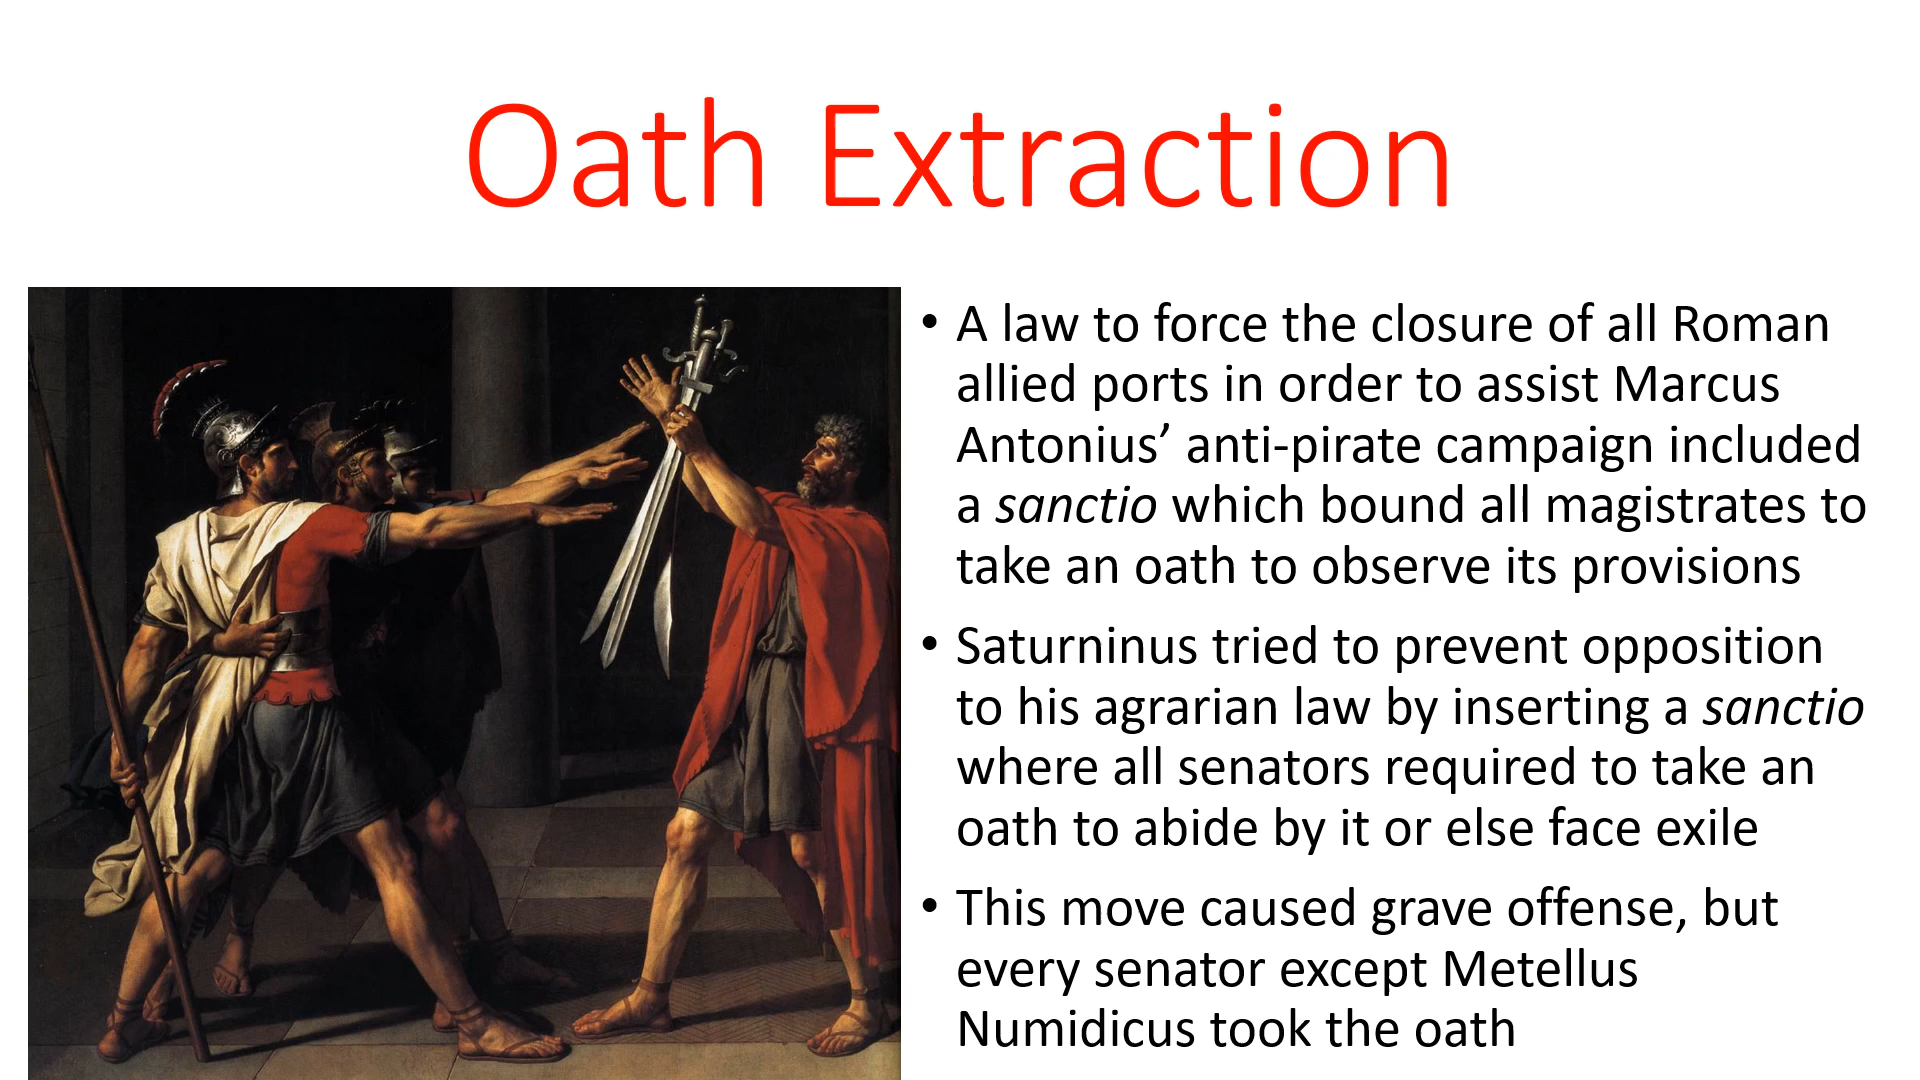 Oath Extraction
• A law to force the closure of all Roman
allied ports in order to assist Marcus
Antonius’ anti-pirate campaign included
a sanctio which bound all magistrates to
take an oath to observe its provisions
• Saturninus tried to prevent opposition
to his agrarian law by inserting a sanctio
where all senators required to take an
oath to abide by it or else face exile
• This move caused grave offense, but
every senator except Metellus
Numidicus took the oath